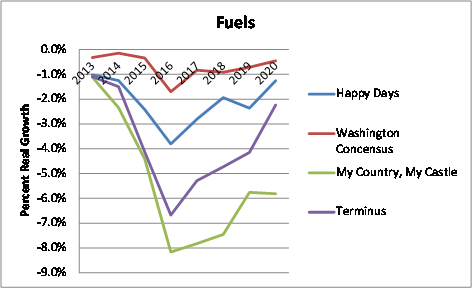 Fuels
0.0%
-1.0%
-2.0%
-3.0%
-4.0%
-5.0%
-6.0%
-7.0%
-8.0%
-9.0%
Percent Real Growth
2013
2014
2015
2016
2017
2018
2019
2020
Happy Days
Washington
Concensus
My Country, My Castle
Terminus